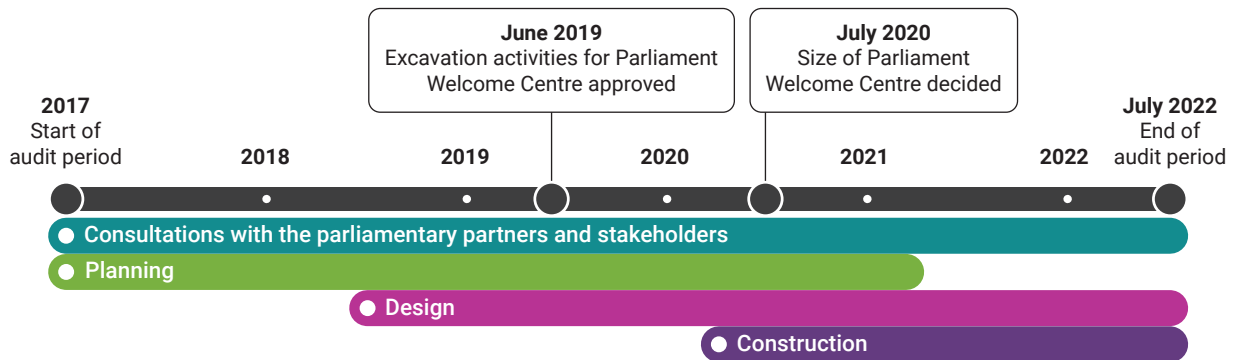 June 2019
Excavation activities for Parliament
Welcome Centre approved
July 2020
Size of Parliament
Welcome Centre decided
2017
Start of
audit period
2018
2019
2020
2021
2022
July 2022
End of
audit period
Consultations with the parliamentary partners and stakeholders
Planning
Design
Construction